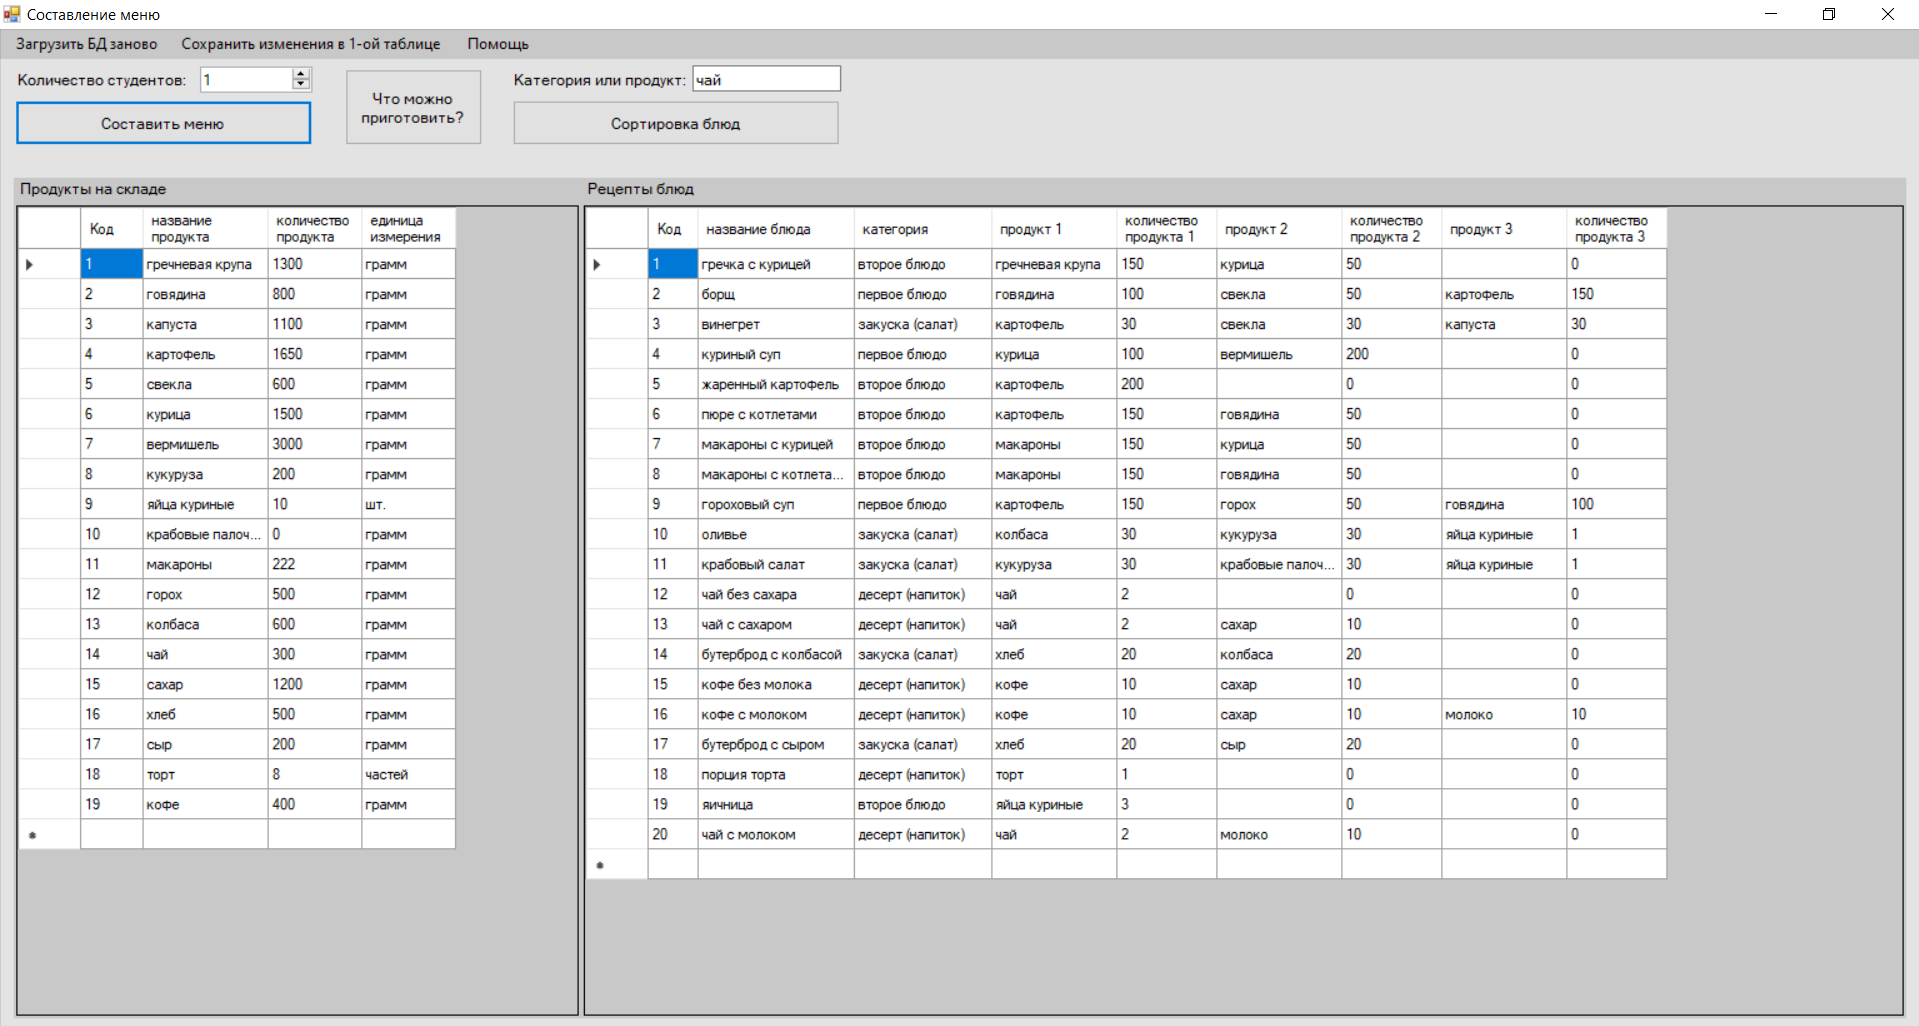 Составление меню
Загрузить БД заново Сохранить изменения в 1-ой таблице Помощь
Количество студентов: 1
Составить меню
Что можно
приготовить?
Категория или продукт: чай
Сортировка блюд
Продукты на складе
Код название продукта количество продукта единица измерения
1 гречневая крупа 1300 грамм
2 говядина 800 грамм
3 капуста 1100 грамм
4 картофель 1650 грамм
5 свекла 600 грамм
6 курица 1500 грамм
7 вермишель 3000 грамм
8 кукуруза 200 грамм
9 яйца куриные 10 шт.
10 крабовые палоч... 0 грамм
11 макароны 222 грамм
12 горох 500 грамм
13 колбаса 600 грамм
14 чай 300 грамм
15 сахар 1200 грамм
16 хлеб 500 грамм
17 сыр 200 грамм
18 торт 8 частей
19 кофе 400 грамм
Рецепты блюд
Код название блюда категория продукт 1 количество продукта 1 продукт 2 количество продукта 2 продукт 3 количество продукта 3
1 гречка с курицей второе блюдо гречневая крупа 150 курица 50 0
2 борщ первое блюдо говядина 100 свекла 50 картофель 150
3 винегрет закуска (салат) картофель 30 свекла 30 капуста 30
4 куриный суп первое блюдо курица 100 вермишель 200 0
5 жаренный картофель второе блюдо картофель 200 0 0
6 пюре с котлетами второе блюдо картофель 150 говядина 50 0
7 макароны с курицей второе блюдо макароны 150 курица 50 0
8 макароны с котлета... второе блюдо макароны 150 говядина 50 0
9 гороховый суп первое блюдо картофель 150 горох 50 говядина 100
10 оливье закуска (салат) колбаса 30 кукуруза 30 яйца куриные 1
11 крабовый салат закуска (салат) кукуруза 30 крабовые палоч... 30 яйца куриные 1
12 чай без сахара десерт (напиток) чай 2 0 0
13 чай с сахаром десерт (напиток) чай 2 сахар 10 0
14 бутерброд с колбасой закуска (салат) хлеб 20 колбаса 20 0
15 кофе без молока десерт (напиток) кофе 10 сахар 10 0
16 кофе с молоком десерт (напиток) кофе 10 сахар 10 молоко 10
17 бутерброд с сыром закуска (салат) хлеб 20 сыр 20 0
18 порция торта десерт (напиток) торт 1 0 0
19 яичница второе блюдо яйца куриные 3 0 0
20 чай с молоком десерт (напиток) чай 2 молоко 10 0